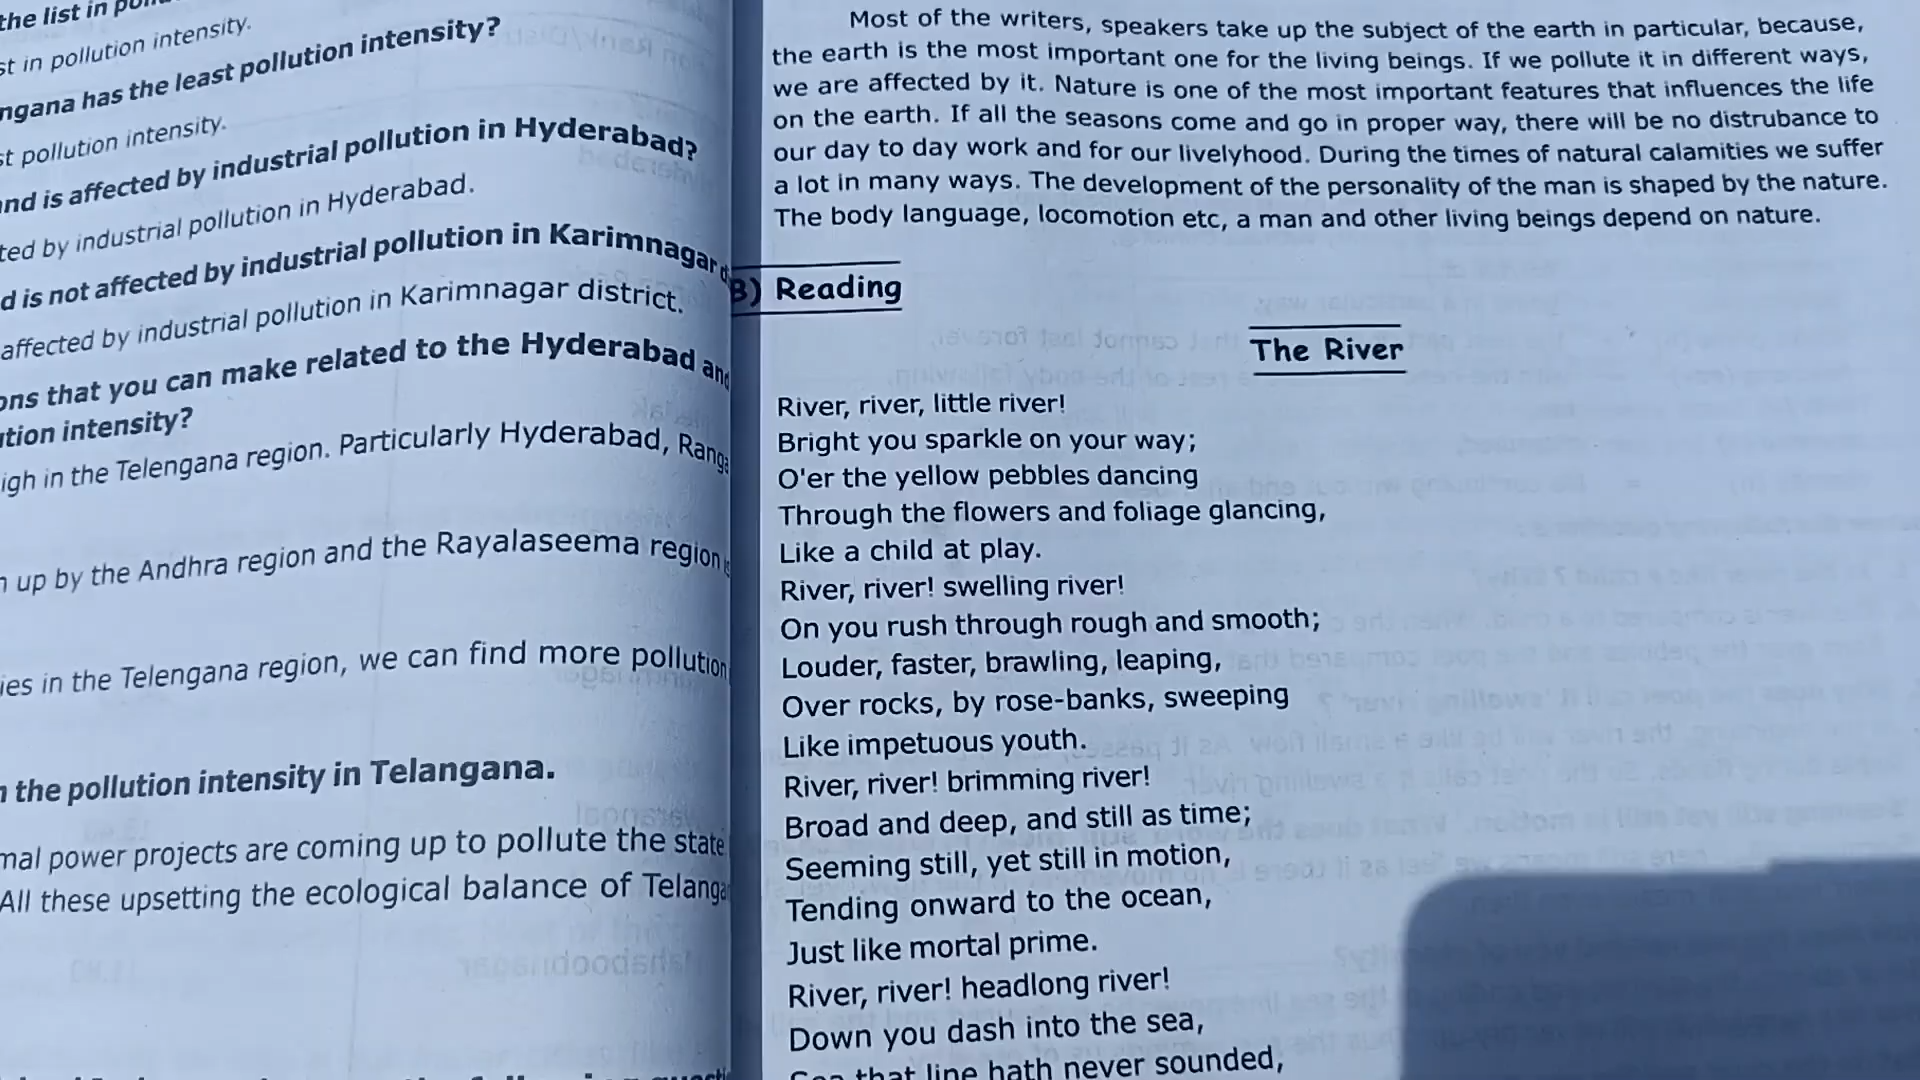 the list in
st in pollution intensity.
ngana has the least pollution intensity?
st pollution intensity.
nd is affected by industrial pollution in Hyderabad?
ted by industrial pollution in Hyderabad.
d is not affected by industrial pollution in Karimnagar
affected by industrial pollution in Karimnagar district.
ons that you can make related to the Hyderabad and
tion intensity?
igh in the Telengana region. Particularly Hyderabad, Ranga
n up by the Andhra region and the Rayalaseema region
ies in the Telengana region, we can find more pollution
the pollution intensity in Telangana.
mal power projects are coming up to pollute the state
All these upsetting the ecological balance of Telanga
Most of the writers, speakers take up the subject of the earth in particular, because,
the earth is the most important one for the living beings. If we pollute it in different ways,
we are affected by it. Nature is one of the most important features that influences the life
on the earth. If all the seasons come and go in proper way, there will be no distrubance to
our day to day work and for our livelyhood. During the times of natural calamities we suffer
a lot in many ways. The development of the personality of the man is shaped by the nature.
The body language, locomotion etc, a man and other living beings depend on nature.
B) Reading
The River
River, river, little river!
Bright you sparkle on your way;
O'er the yellow pebbles dancing
Through the flowers and foliage glancing,
Like a child at play.
River, river! swelling river!
On you rush through rough and smooth;
Louder, faster, brawling, leaping,
Over rocks, by rose-banks, sweeping
Like impetuous youth.
River, river! brimming river!
Broad and deep, and still as time;
Seeming still, yet still in motion,
Tending onward to the ocean,
Just like mortal prime.
River, river! headlong river!
Down you dash into the sea,
that line hath never sounded,